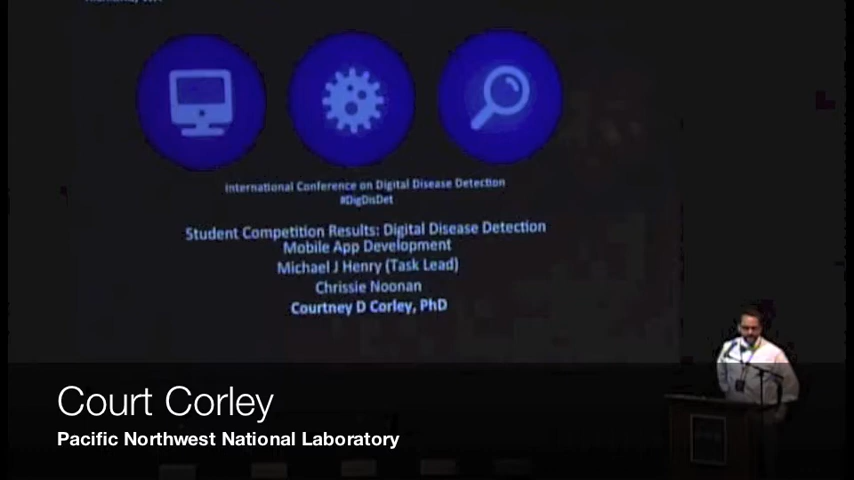 International Conference on Digital Disease Detection
#DigDisDet
Student Competition Results: Digital Disease Detection
Mobile App Development
Michael J Henry (Task Lead)
Chrissie Noonan
Courtney D Corley, PhD
Court Corley
Pacific Northwest National Laboratory